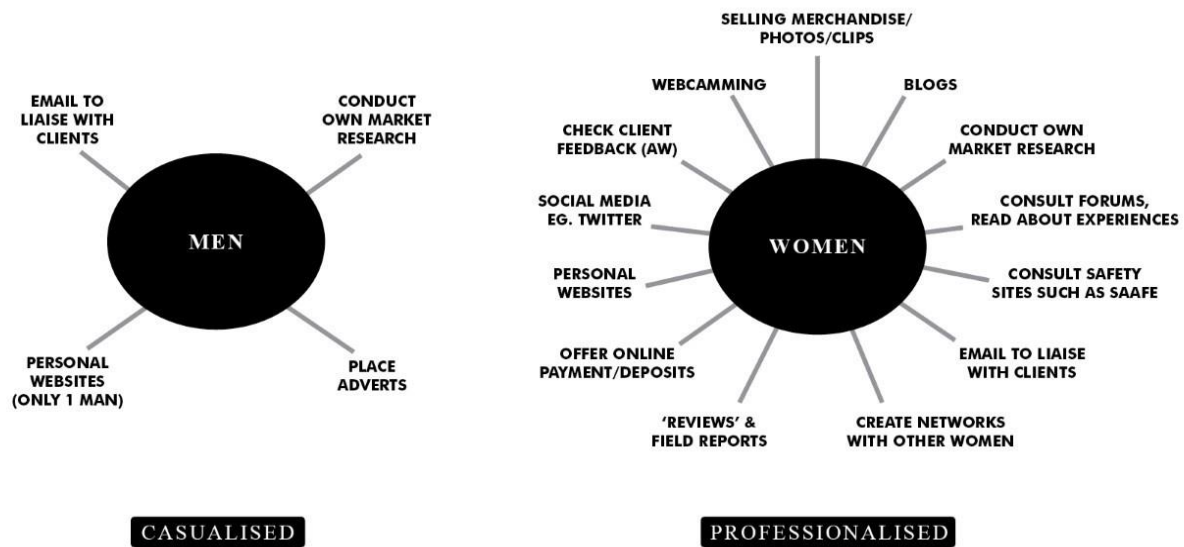 EMAIL TO
LIAISE WITH
CLIENTS
CONDUCT
OWN MARKET
RESEARCH
MEN
PERSONAL
WEBSITES
(ONLY 1 MAN)
PLACE
ADVERTS
CASUALISED
SELLING MERCHANDISE/
PHOTOS/CLIPS
WEBCAMMING
BLOGS
CHECK CLIENT
FEEDBACK (AW)
CONDUCT OWN
MARKET RESEARCH
SOCIAL MEDIA
EG. TWITTER
WOMEN
CONSULT FORUMS,
READ ABOUT EXPERIENCES
PERSONAL
WEBSITES
CONSULT SAFETY
SITES SUCH AS SAAFE
OFFER ONLINE
PAYMENT/DEPOSITS
EMAIL TO LIAISE
WITH CLIENTS
‘REVIEWS’ &
FIELD REPORTS
CREATE NETWORKS
WITH OTHER WOMEN
PROFESSIONALISED